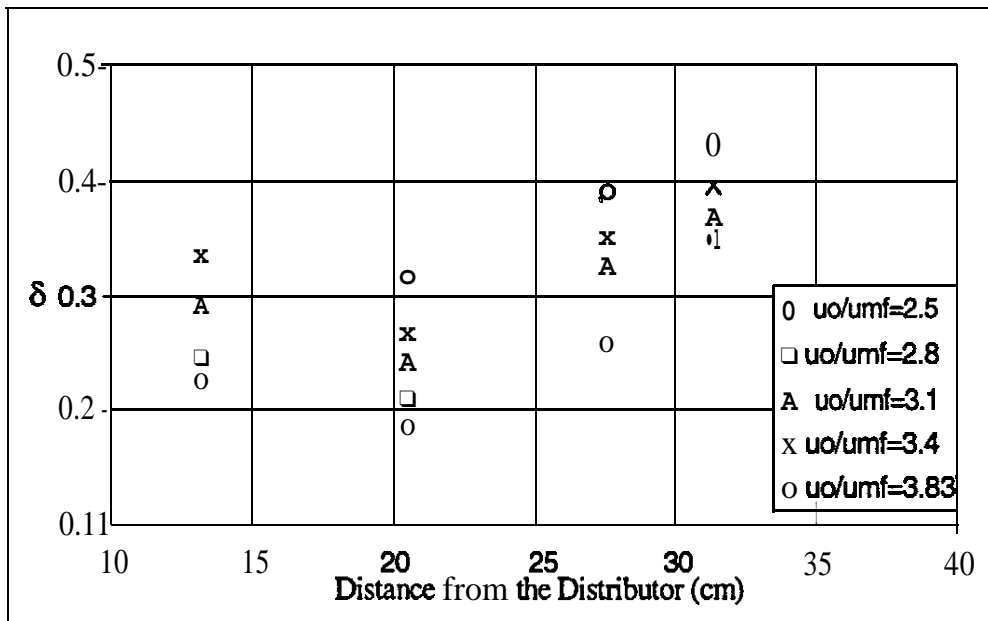 0.5-
0.4-
δ 0.3
0.2 -
0.11
10 15 20 25 30 35 40
Distance from the Distributor (cm)
0 uo/umf=2.5
❑ uo/umf=2.8
A uo/umf=3.1
x uo/umf=3.4
o uo/umf=3.83